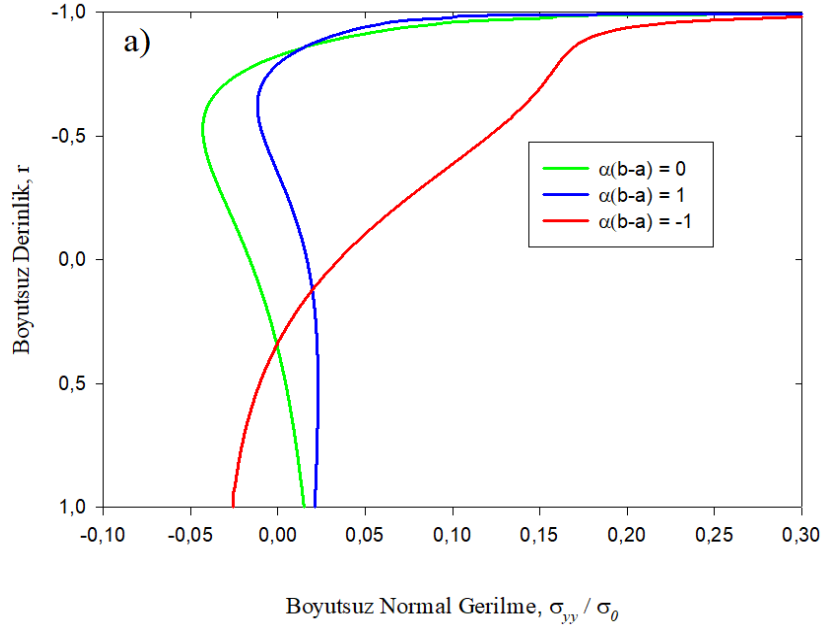 a)
-1,0
-0,5
0,0
0,5
1,0
Boyutsuz Derinlik, r
α(b-a) = 0
α(b-a) = 1
α(b-a) = -1
-0,10 -0,05 0,00 0,05 0,10 0,15 0,20 0,25 0,30
Boyutsuz Normal Gerilme, σyy / σ0